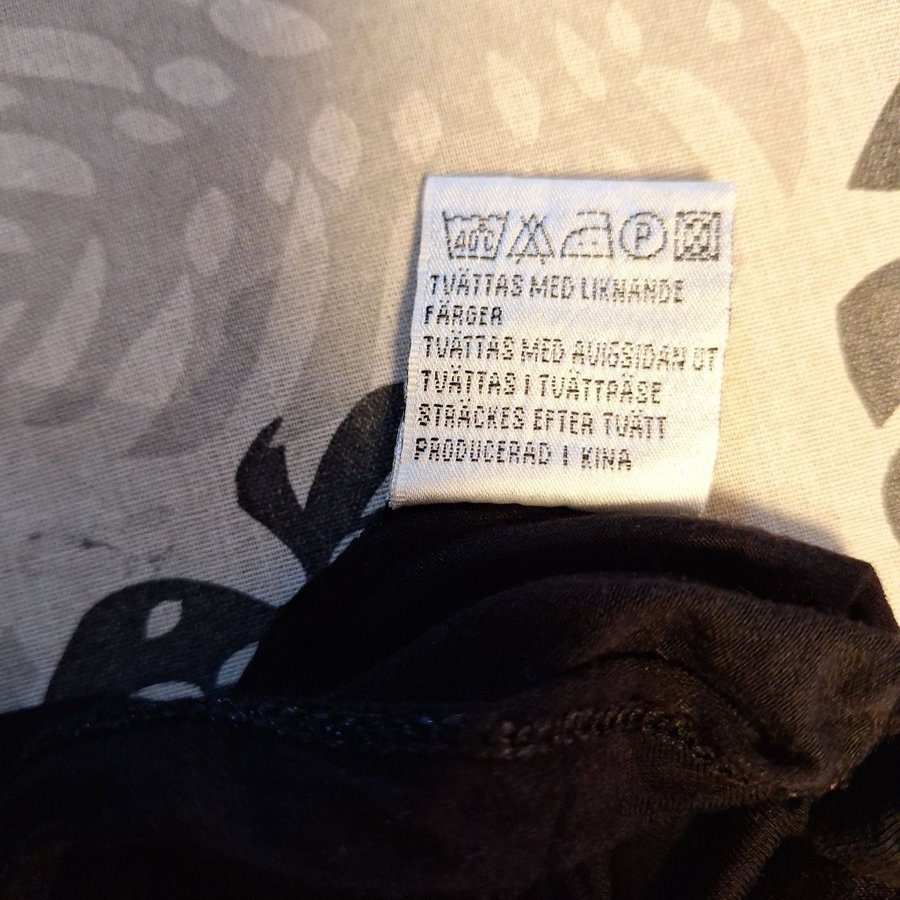 40°C P
TVÄTTAS MED LIKNANDE
FÄRGER
TVÄTTAS MED AVIGSIDAN UT
TVÄTTAS I TVÄTTPÅSE
STRÄCKES EFTER TVÄTT
PRODUCERAD I KINA